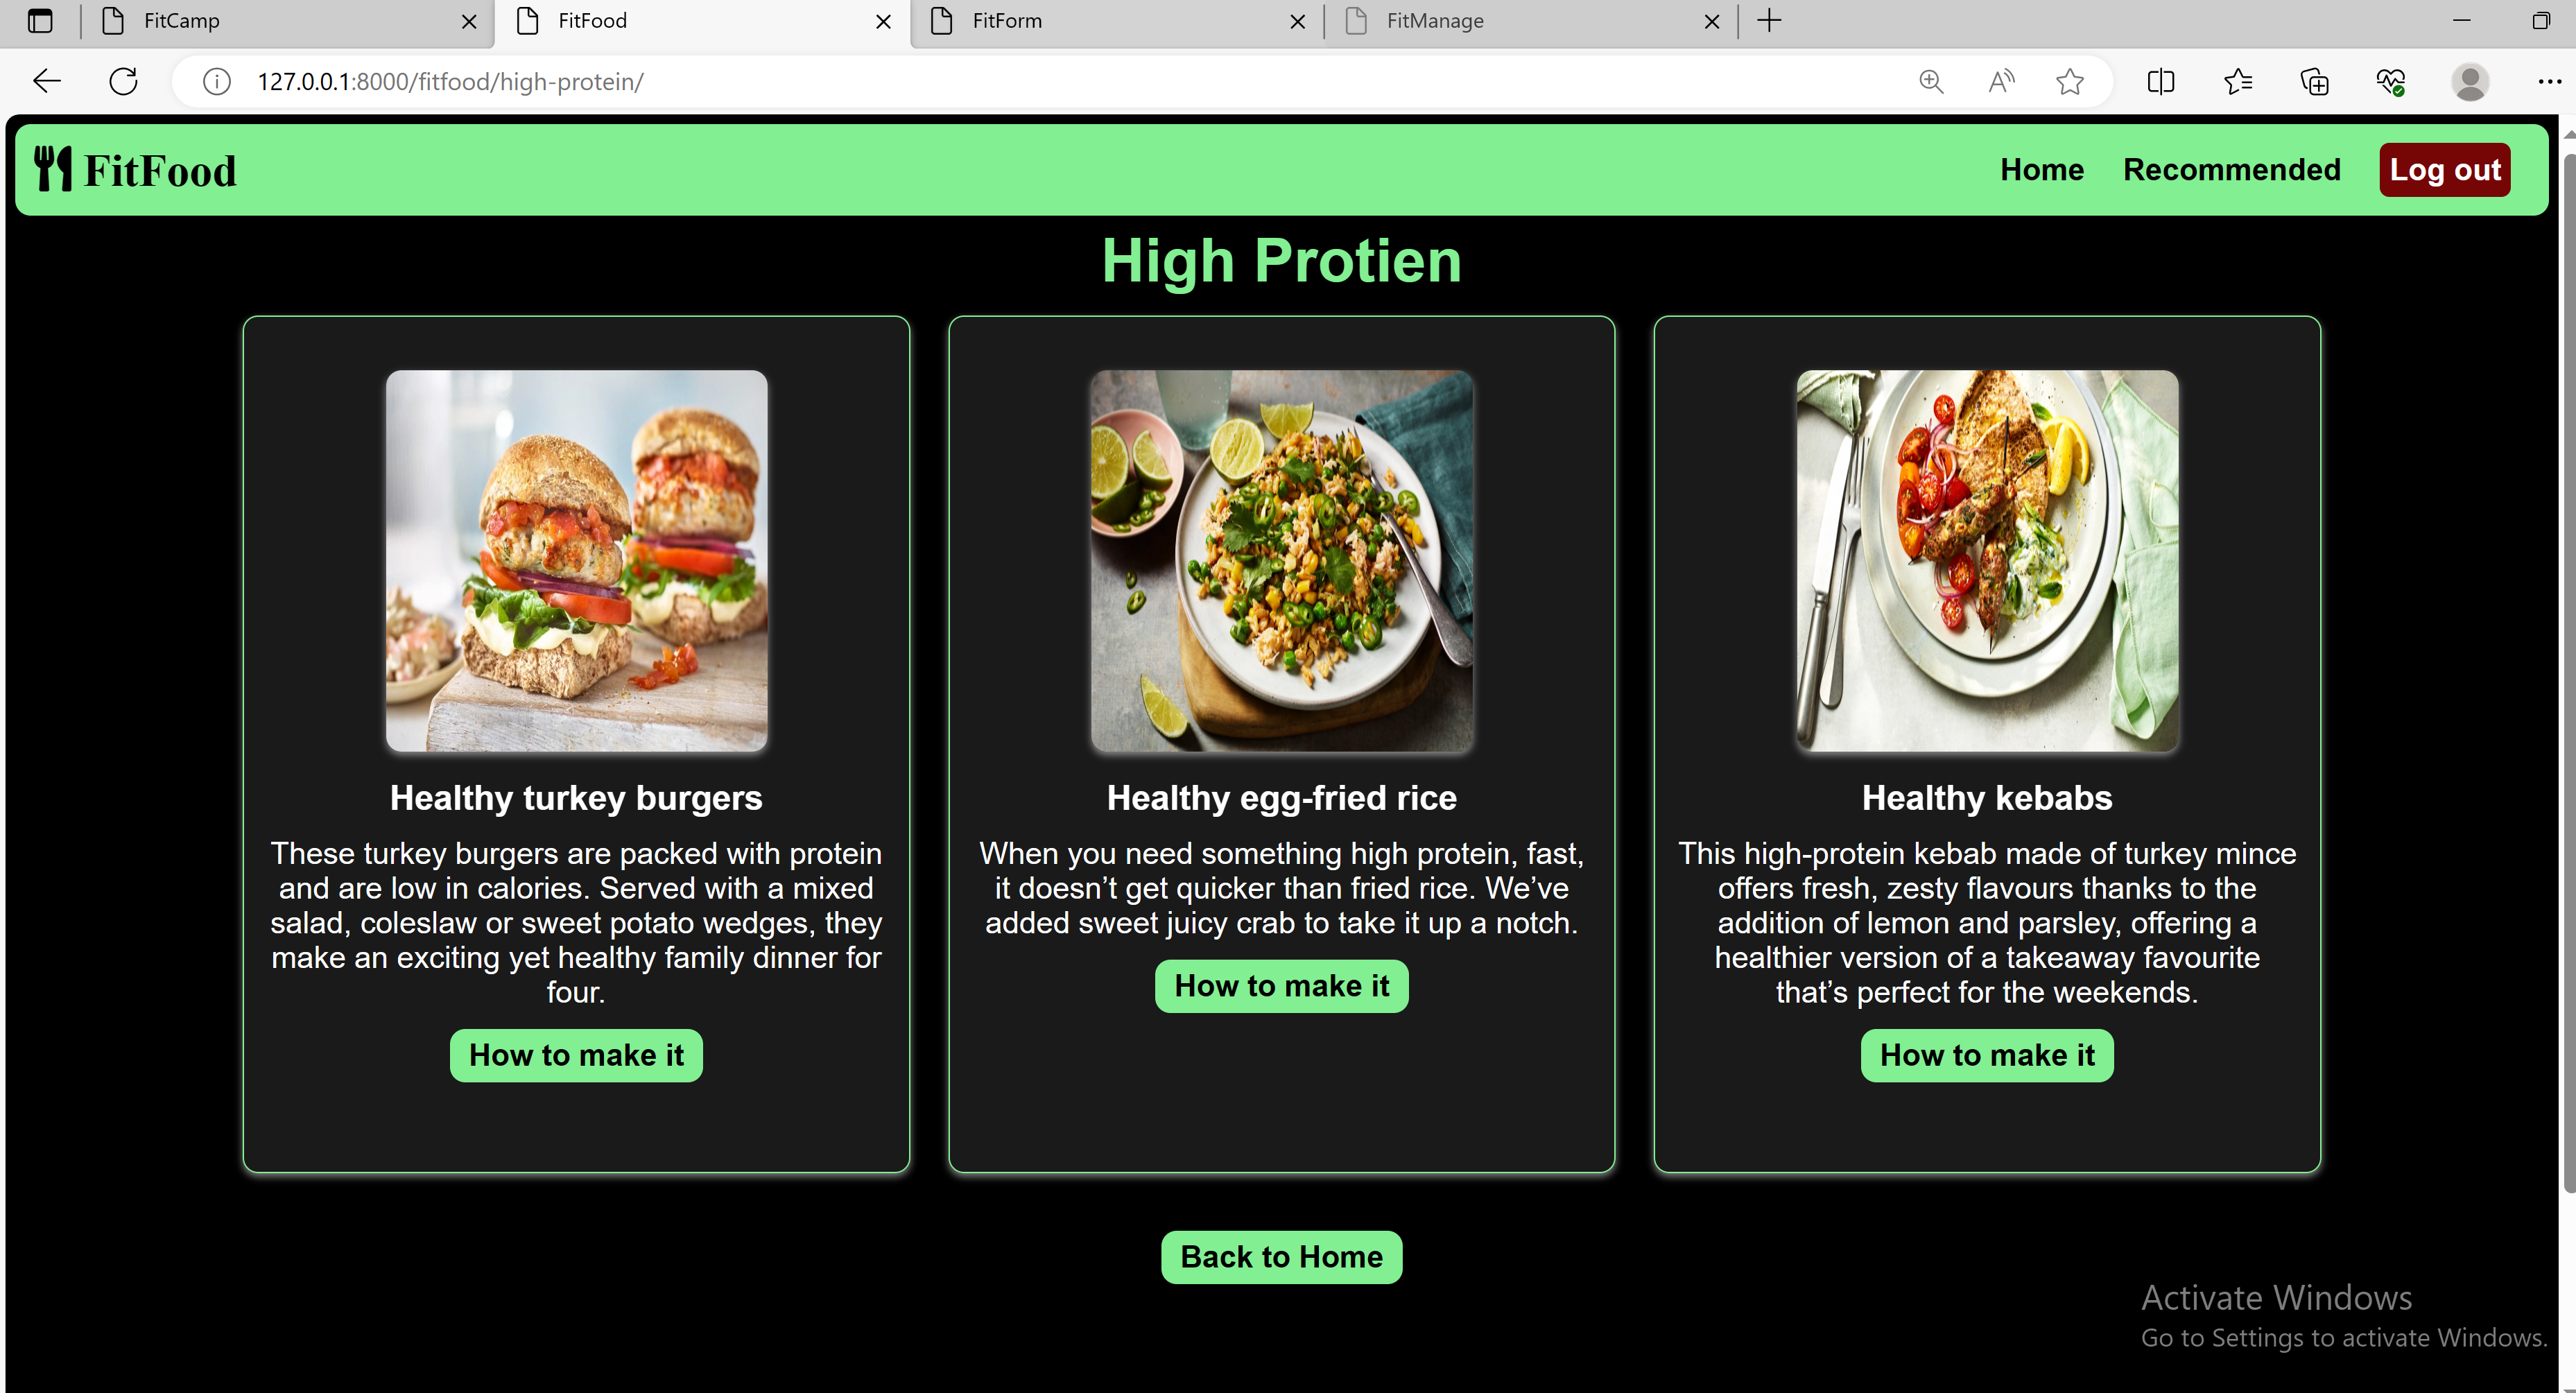 FitCamp
FitFood
FitForm
FitManage
127.0.0.1:8000/fitfood/high-protein/
FitFood
Home
Recommended
Log out
High Protien
Healthy turkey burgers
These turkey burgers are packed with protein
and are low in calories. Served with a mixed
salad, coleslaw or sweet potato wedges, they
make an exciting yet healthy family dinner for
four.
How to make it
Healthy egg-fried rice
When you need something high protein, fast,
it doesn’t get quicker than fried rice. We’ve
added sweet juicy crab to take it up a notch.
How to make it
Healthy kebabs
This high-protein kebab made of turkey mince
offers fresh, zesty flavours thanks to the
addition of lemon and parsley, offering a
healthier version of a takeaway favourite
that’s perfect for the weekends.
How to make it
Back to Home
Activate Windows
Go to Settings to activate Windows.